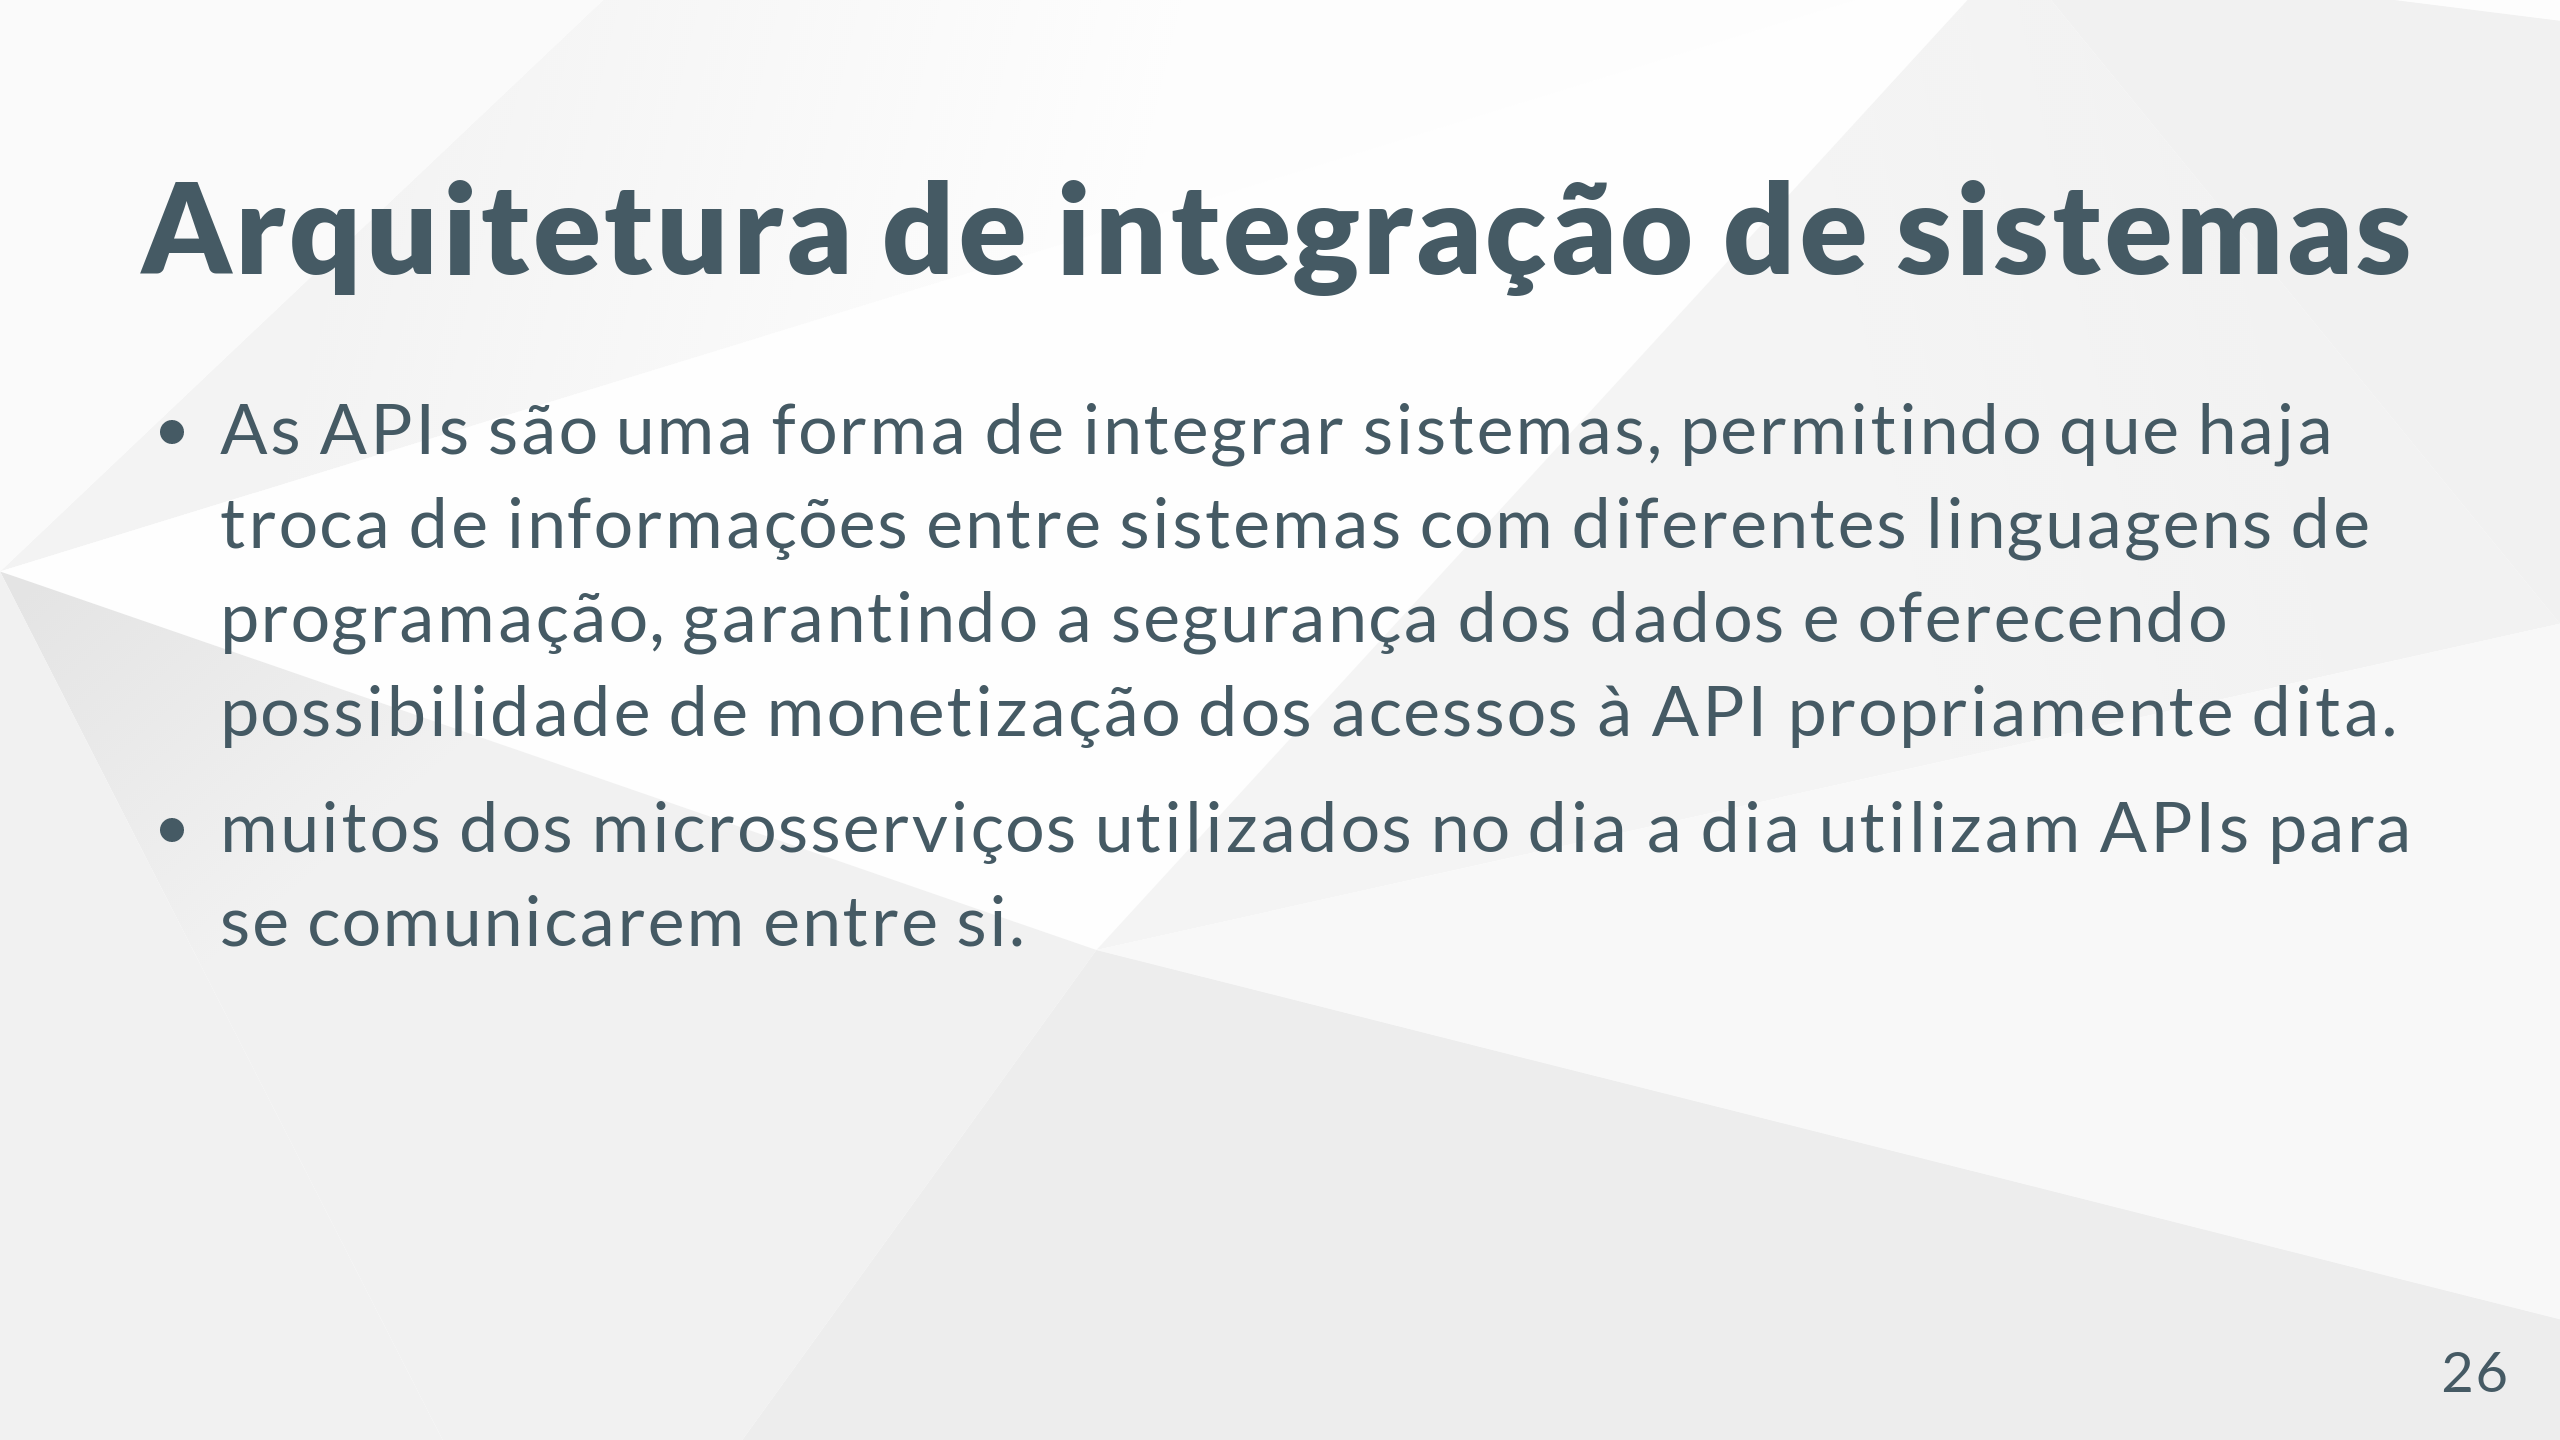 Arquitetura de integração de sistemas
• As APIs são uma forma de integrar sistemas, permitindo que haja
troca de informações entre sistemas com diferentes linguagens de
programação, garantindo a segurança dos dados e oferecendo
possibilidade de monetização dos acessos à API propriamente dita.
• muitos dos microsserviços utilizados no dia a dia utilizam APIs para
se comunicarem entre si.
26